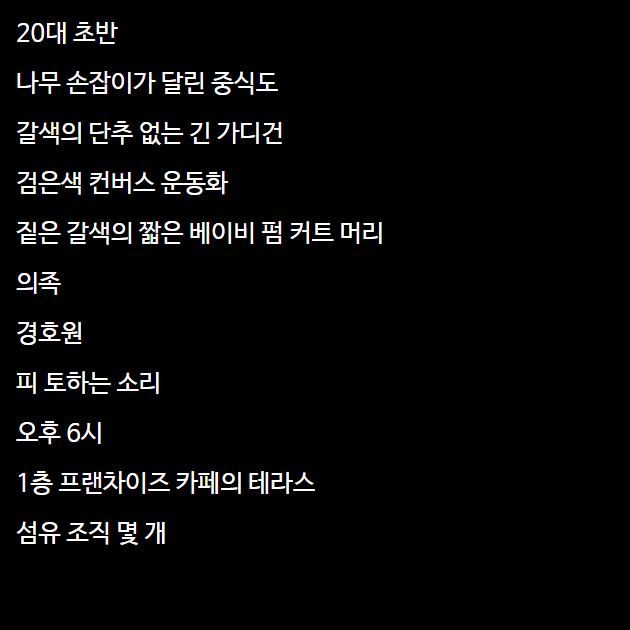 20대 초반
나무 손잡이가 달린 중식도
갈색의 단추 없는 긴 가디건
검은색 컨버스 운동화
짙은 갈색의 짧은 베이비 펌 커트 머리
의족
경호원
피 토하는 소리
오후 6시
1층 프랜차이즈 카페의 테라스
섬유 조직 몇 개